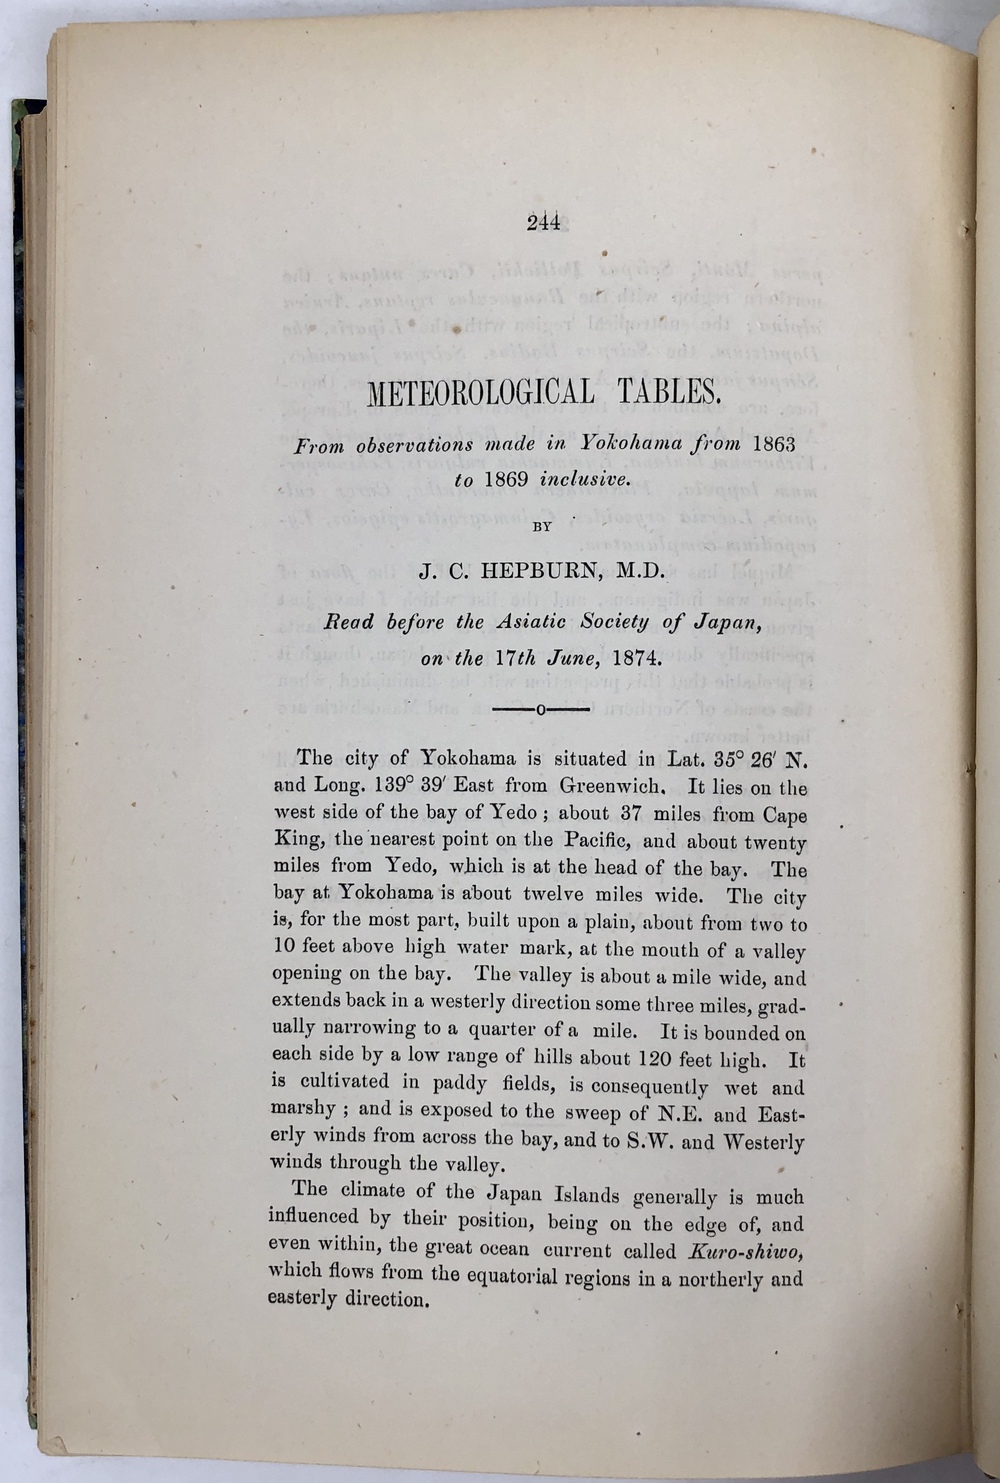 244
METEOROLOGICAL TABLES.
From observations made in Yokohama from 1863
to 1869 inclusive.
BY
J. C. HEPBURN, M.D.
Read before the Asiatic Society of Japan,
on the 17th June, 1874.
The city of Yokohama is situated in Lat. 35° 26′ N.
and Long. 139° 39′ East from Greenwich. It lies on the
west side of the bay of Yedo ; about 37 miles from Cape
King, the nearest point on the Pacific, and about twenty
miles from Yedo, which is at the head of the bay. The
bay at Yokohama is about twelve miles wide. The city
is, for the most part, built upon a plain, about from two to
10 feet above high water mark, at the mouth of a valley
opening on the bay. The valley is about a mile wide, and
extends back in a westerly direction some three miles, grad-
ually narrowing to a quarter of a mile. It is bounded on
each side by a low range of hills about 120 feet high. It
is cultivated in paddy fields, is consequently wet and
marshy ; and is exposed to the sweep of N.E. and East-
erly winds from across the bay, and to S.W. and Westerly
winds through the valley.
The climate of the Japan Islands generally is much
influenced by their position, being on the edge of, and
even within, the great ocean current called Kuro-shiwo,
which flows from the equatorial regions in a northerly and
easterly direction.